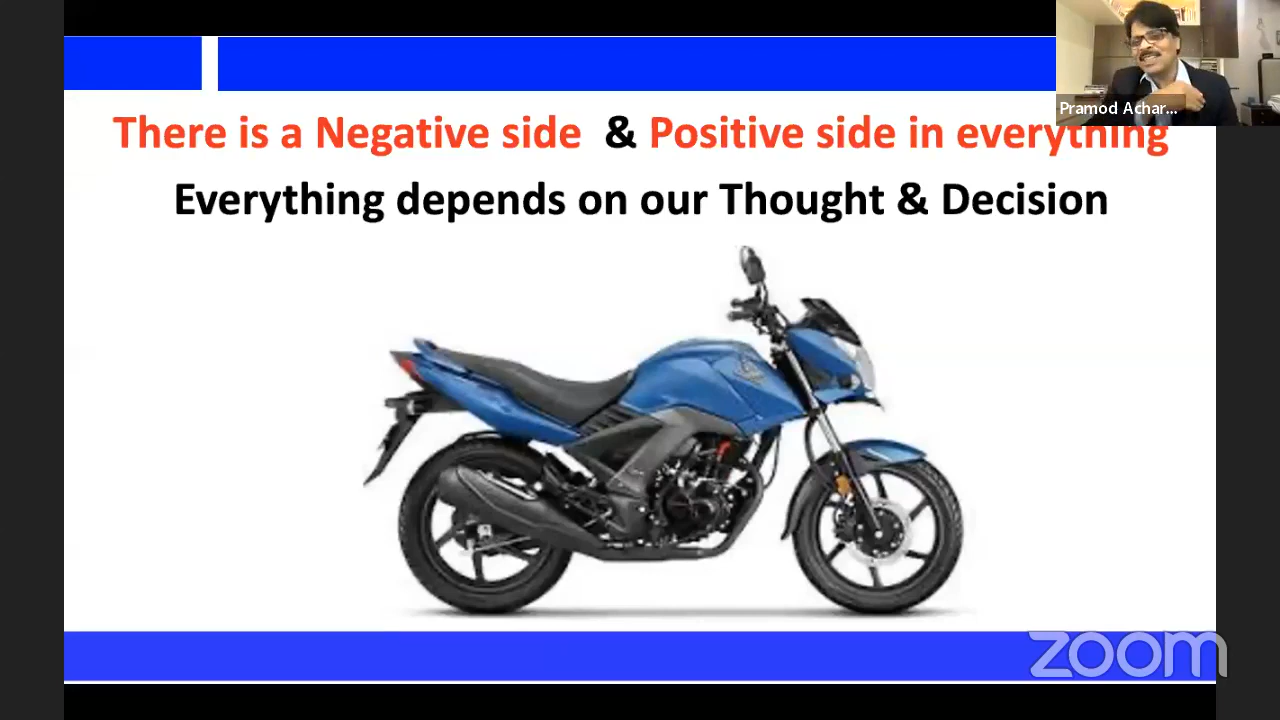 Pramod Achar...
There is a Negative side & Positive side in everything
Everything depends on our Thought & Decision
zoom